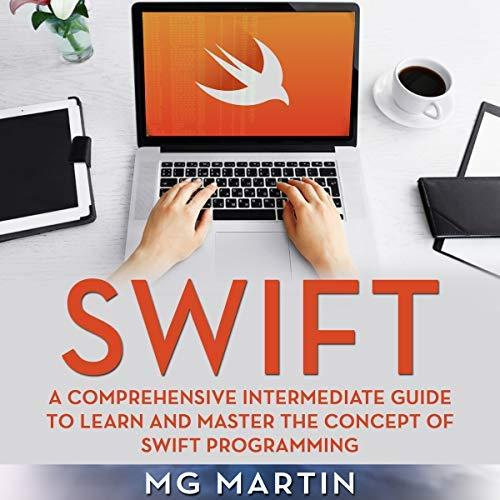 SWIFT
A COMPREHENSIVE INTERMEDIATE GUIDE
TO LEARN AND MASTER THE CONCEPT OF
SWIFT PROGRAMMING
MG MARTIN